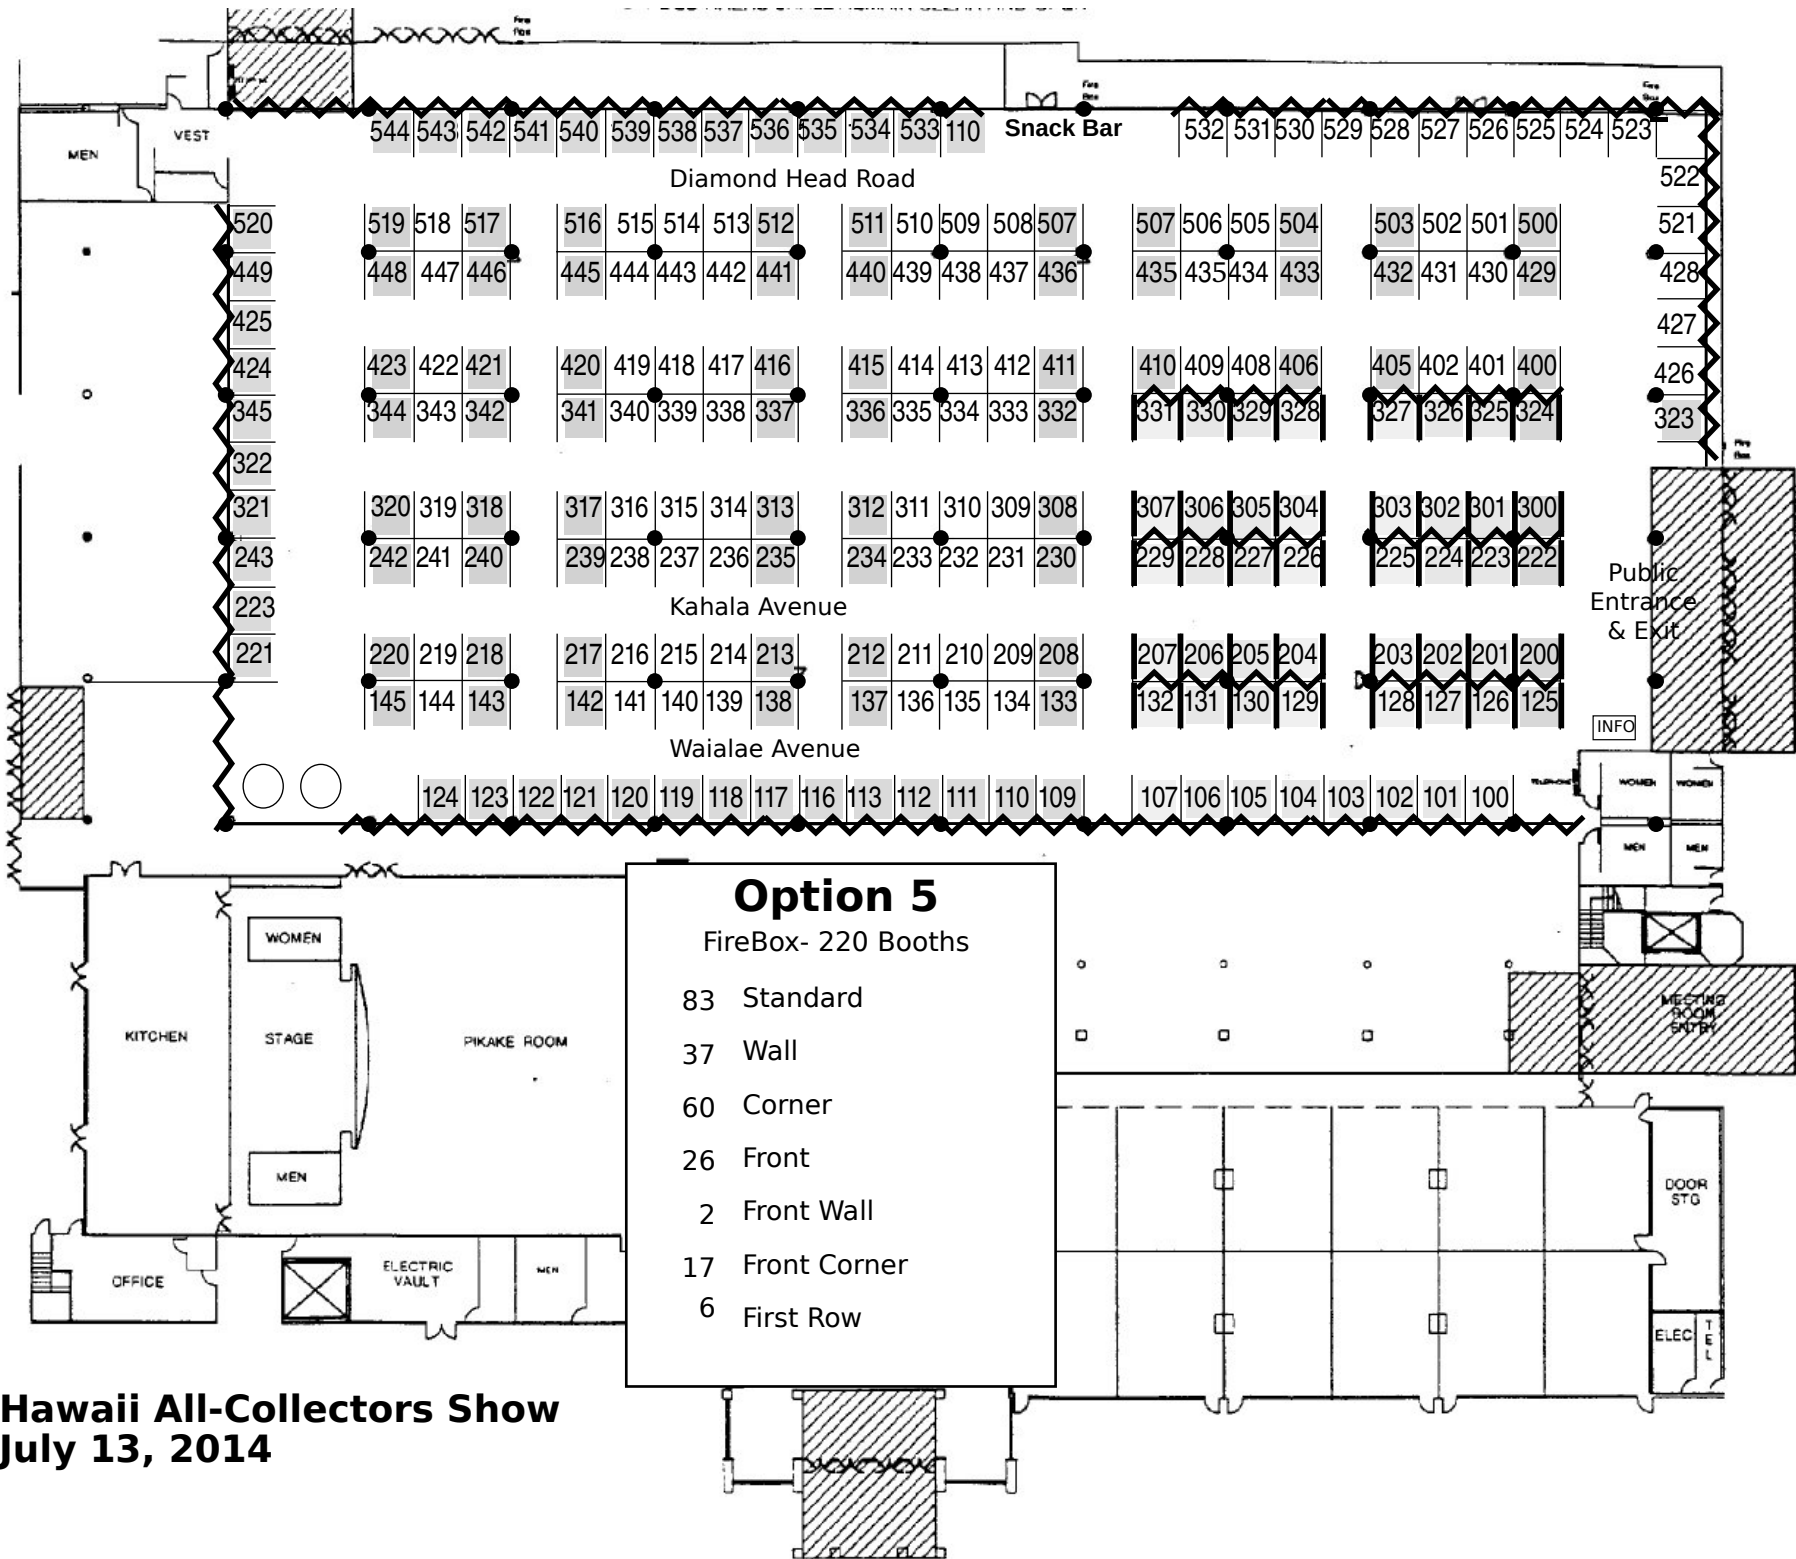 Fire
Box
Fire
Box
Fire
Box
544 543 542 541 540 539 538 537 536 535 534 533 110 Snack Bar 532 531 530 529 528 527 526 525 524 523
VEST
MEN
Diamond Head Road
522
520 519 518 517 516 515 514 513 512 511 510 509 508 507 507 506 505 504 503 502 501 500 521
449 448 447 446 445 444 443 442 441 440 439 438 437 436 435 435 434 433 432 431 430 429 428
425 427
424 423 422 421 420 419 418 417 416 415 414 413 412 411 410 409 408 406 405 402 401 400 426
345 344 343 342 341 340 339 338 337 336 335 334 333 332 331 330 329 328 327 326 325 324 323
Fire
Box
322
321 320 319 318 317 316 315 314 313 312 311 310 309 308 307 306 305 304 303 302 301 300
243 242 241 240 239 238 237 236 235 234 233 232 231 230 229 228 227 226 225 224 223 222
Public
Entrance
& Exit
223 Kahala Avenue
221 220 219 218 217 216 215 214 213 212 211 210 209 208 207 206 205 204 203 202 201 200
145 144 143 142 141 140 139 138 137 136 135 134 133 132 131 130 129 128 127 126 125
INFO
Waialae Avenue
TELEPHONE WOMEN WOMEN
124 123 122 121 120 119 118 117 116 113 112 111 110 109 107 106 105 104 103 102 101 100
MEN MEN
Option 5
FireBox- 220 Booths
83 Standard
37 Wall
60 Corner
26 Front
2 Front Wall
17 Front Corner
6 First Row
WOMEN
KITCHEN STAGE PIKAKE ROOM
MEN
MEETING
ROOM
ENTRY
DOOR
STG
OFFICE
ELECTRIC
VAULT
MEN
ELEC
TEL
Hawaii All-Collectors Show
July 13, 2014